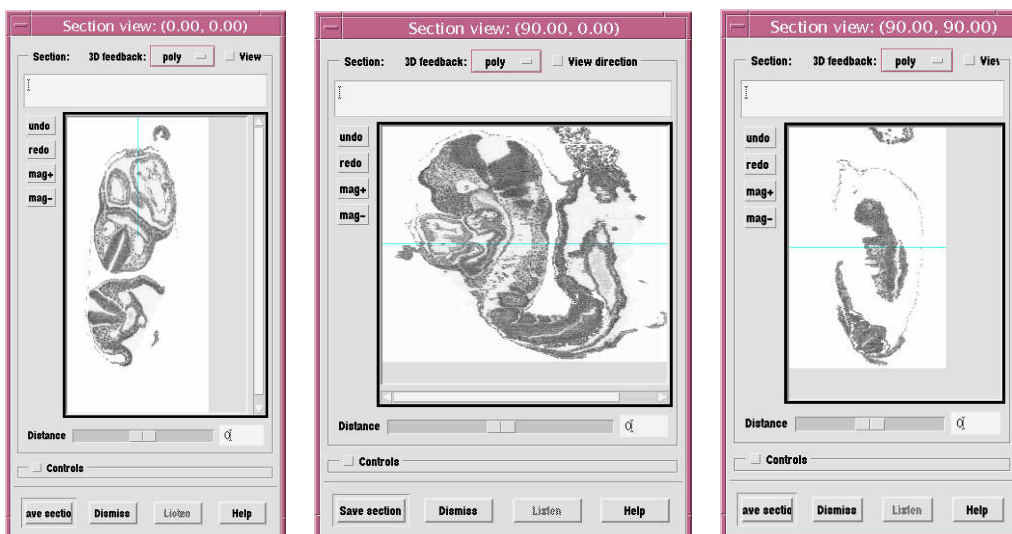 Section view: (0.00, 0.00)
Section: 3D feedback: poly View
undo
redo
mag+
mag-
Distance 0
Controls
ave sectio Dismiss Listen Help
Section view: (90.00, 0.00)
Section: 3D feedback: poly View direction
undo
redo
mag+
mag-
Distance 0
Controls
Save section Dismiss Listen Help
Section view: (90.00, 90.00)
Section: 3D feedback: poly View
undo
redo
mag+
mag-
Distance 0
Controls
ave sectio Dismiss Listen Help